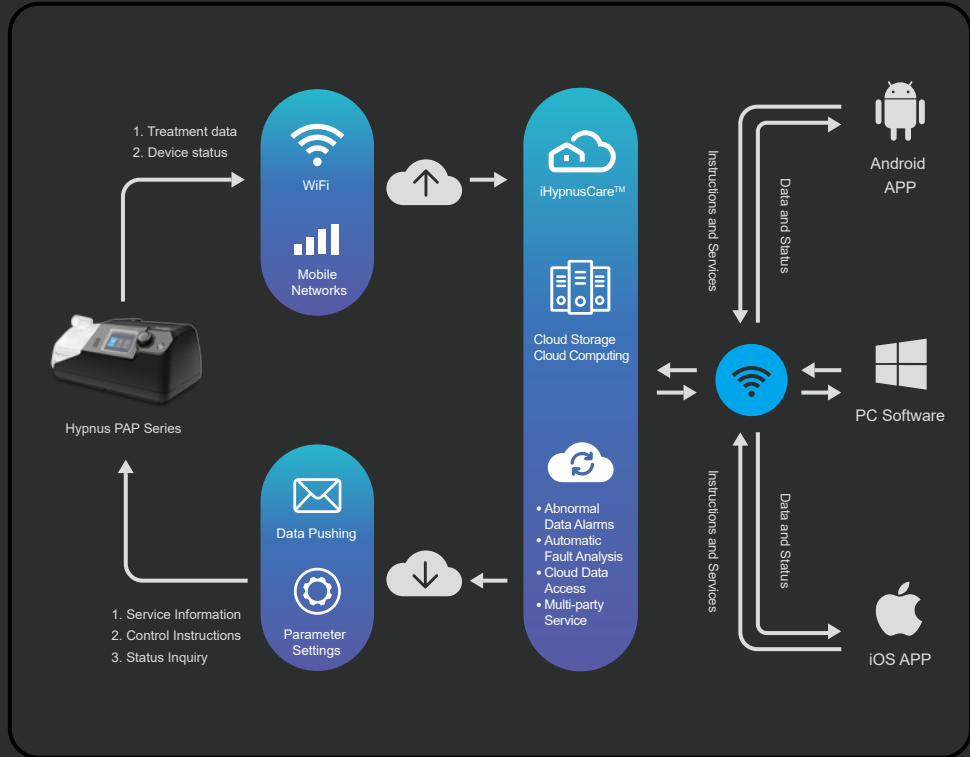 1. Treatment data
2. Device status
WiFi
Mobile
Networks
Hypnus PAP Series
Data Pushing
Parameter
Settings
1. Service Information
2. Control Instructions
3. Status Inquiry
iHypnusCare™
Cloud Storage
Cloud Computing
• Abnormal
Data Alarms
• Automatic
Fault Analysis
• Cloud Data
Access
• Multi-party
Service
Instructions and Services
Data and Status
Android
APP
PC Software
Instructions and Services
Data and Status
iOS APP